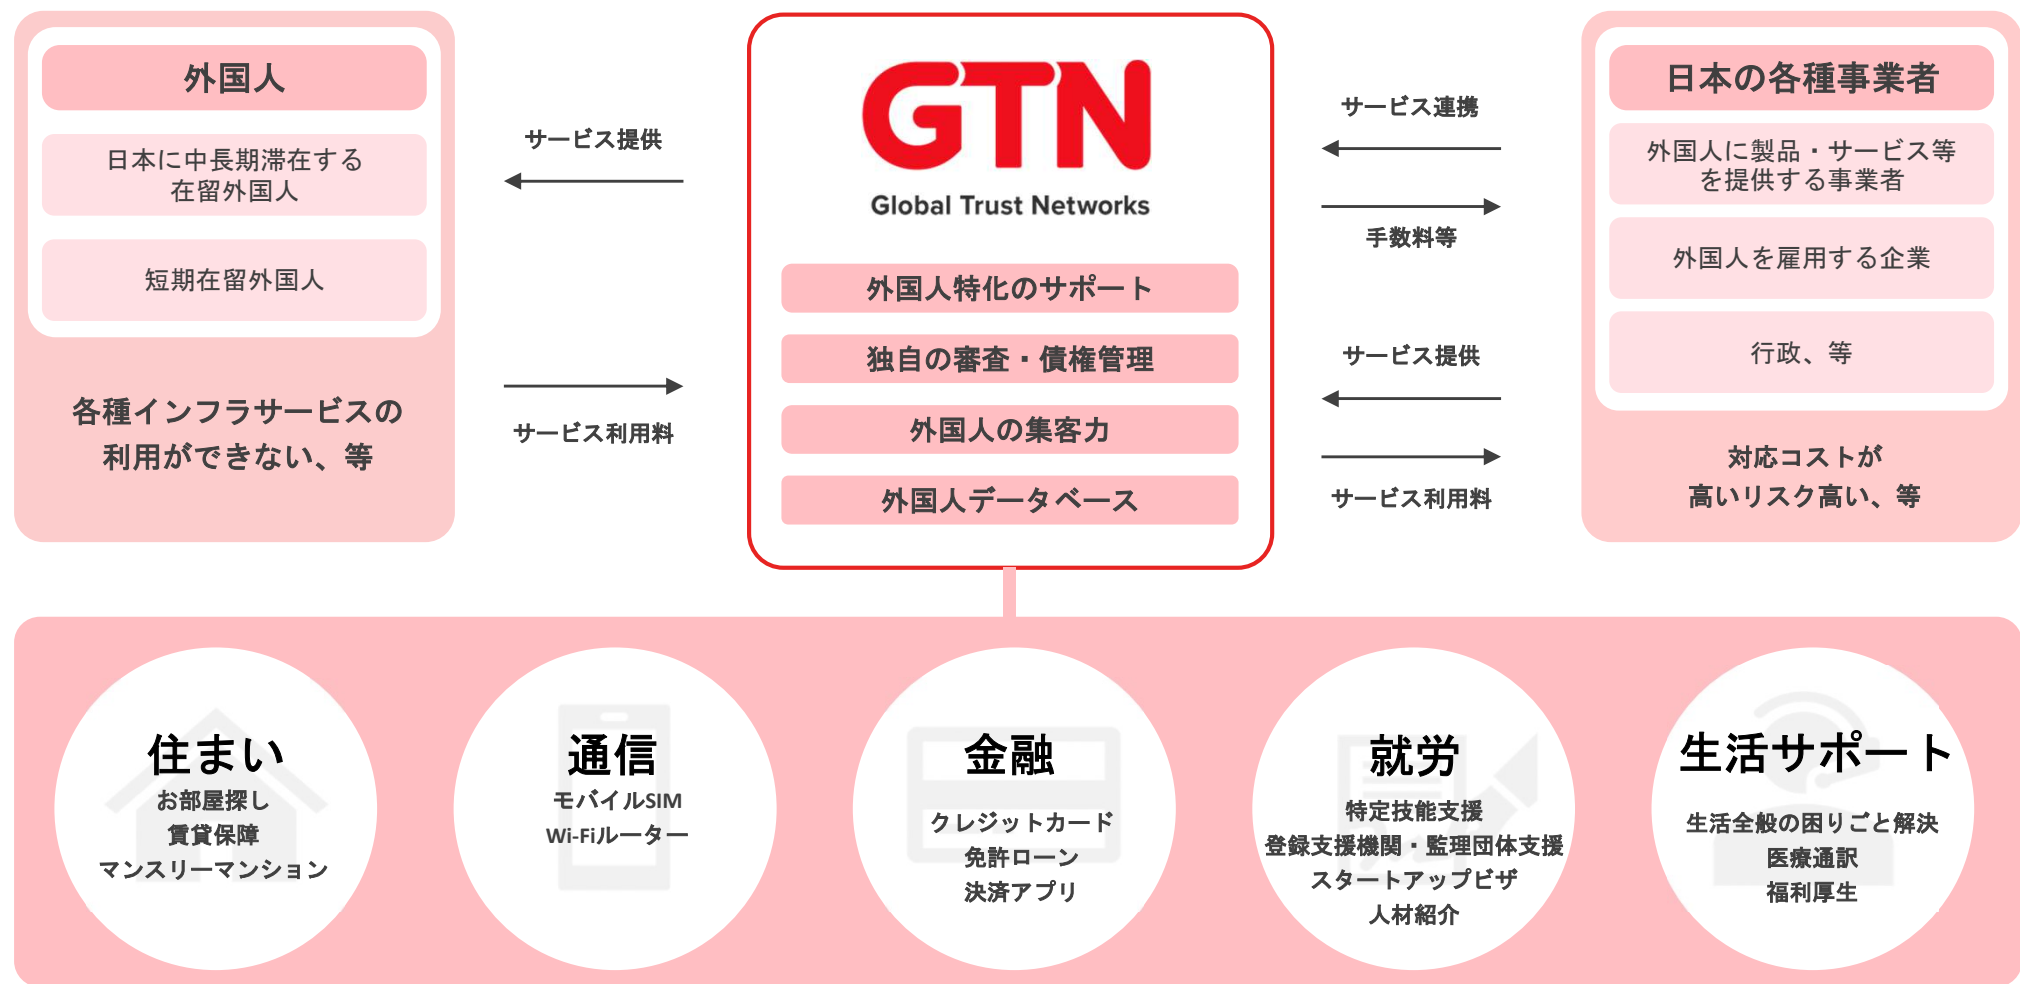 外国人
日本に中長期滞在する
在留外国人
短期在留外国人
各種インフラサービスの
利用ができない、等
サービス提供
サービス利用料
GTN
Global Trust Networks
外国人特化のサポート
独自の審査・債権管理
外国人の集客力
外国人データベース
サービス連携
手数料等
サービス提供
サービス利用料
日本の各種事業者
外国人に製品・サービス等
を提供する事業者
外国人を雇用する企業
行政、等
対応コストが
高いリスク高い、等
住まい
お部屋探し
賃貸保障
マンスリーマンション
通信
モバイルSIM
Wi-Fiルーター
金融
クレジットカード
免許ローン
決済アプリ
就労
特定技能支援
登録支援機関・監理団体支援
スタートアップビザ
人材紹介
生活サポート
生活全般の困りごと解決
医療通訳
福利厚生